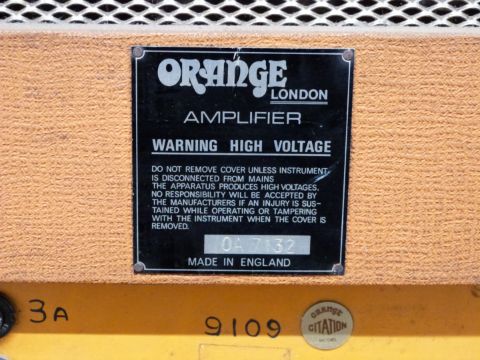 ORANGE
LONDON
AMPLIFIER
WARNING HIGH VOLTAGE
DO NOT REMOVE COVER UNLESS INSTRUMENT
IS DISCONNECTED FROM MAINS
THE APPARATUS PRODUCES HIGH VOLTAGES,
NO RESPONSIBILITY WILL BE ACCEPTED BY
THE MANUFACTURERS IF AN INJURY IS SUS-
TAINED WHILE OPERATING OR TAMPERING
WITH THE INSTRUMENT WHEN THE COVER IS
REMOVED.
OA 7132
MADE IN ENGLAND
3A
9109
ORANGE
CITATION